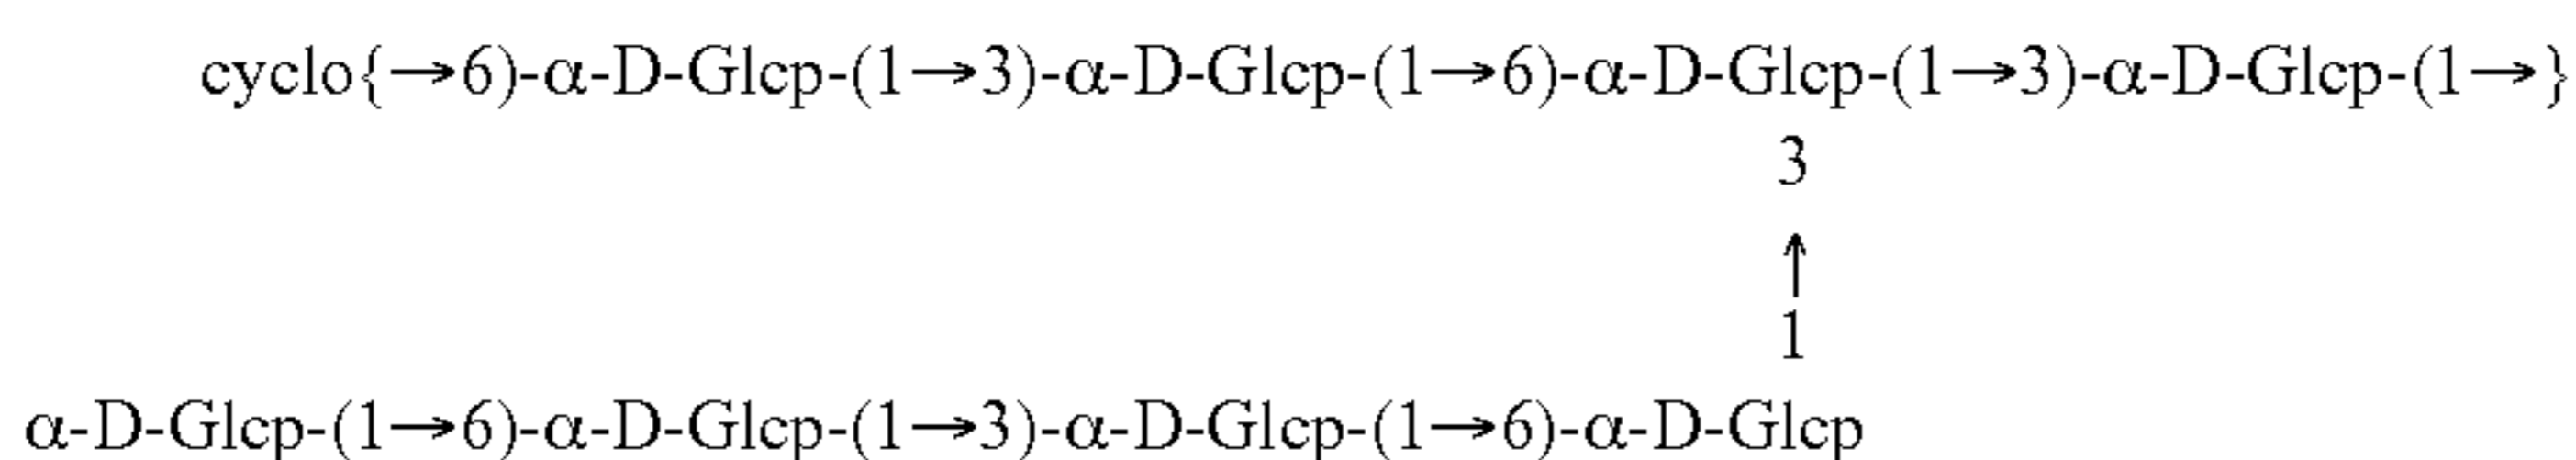 cyclo{→6)-α-D-Glcp-(1→3)-α-D-Glcp-(1→6)-α-D-Glcp-(1→3)-α-D-Glcp-(1→}
3
↑
1
α-D-Glcp-(1→6)-α-D-Glcp-(1→3)-α-D-Glcp-(1→6)-α-D-Glcp